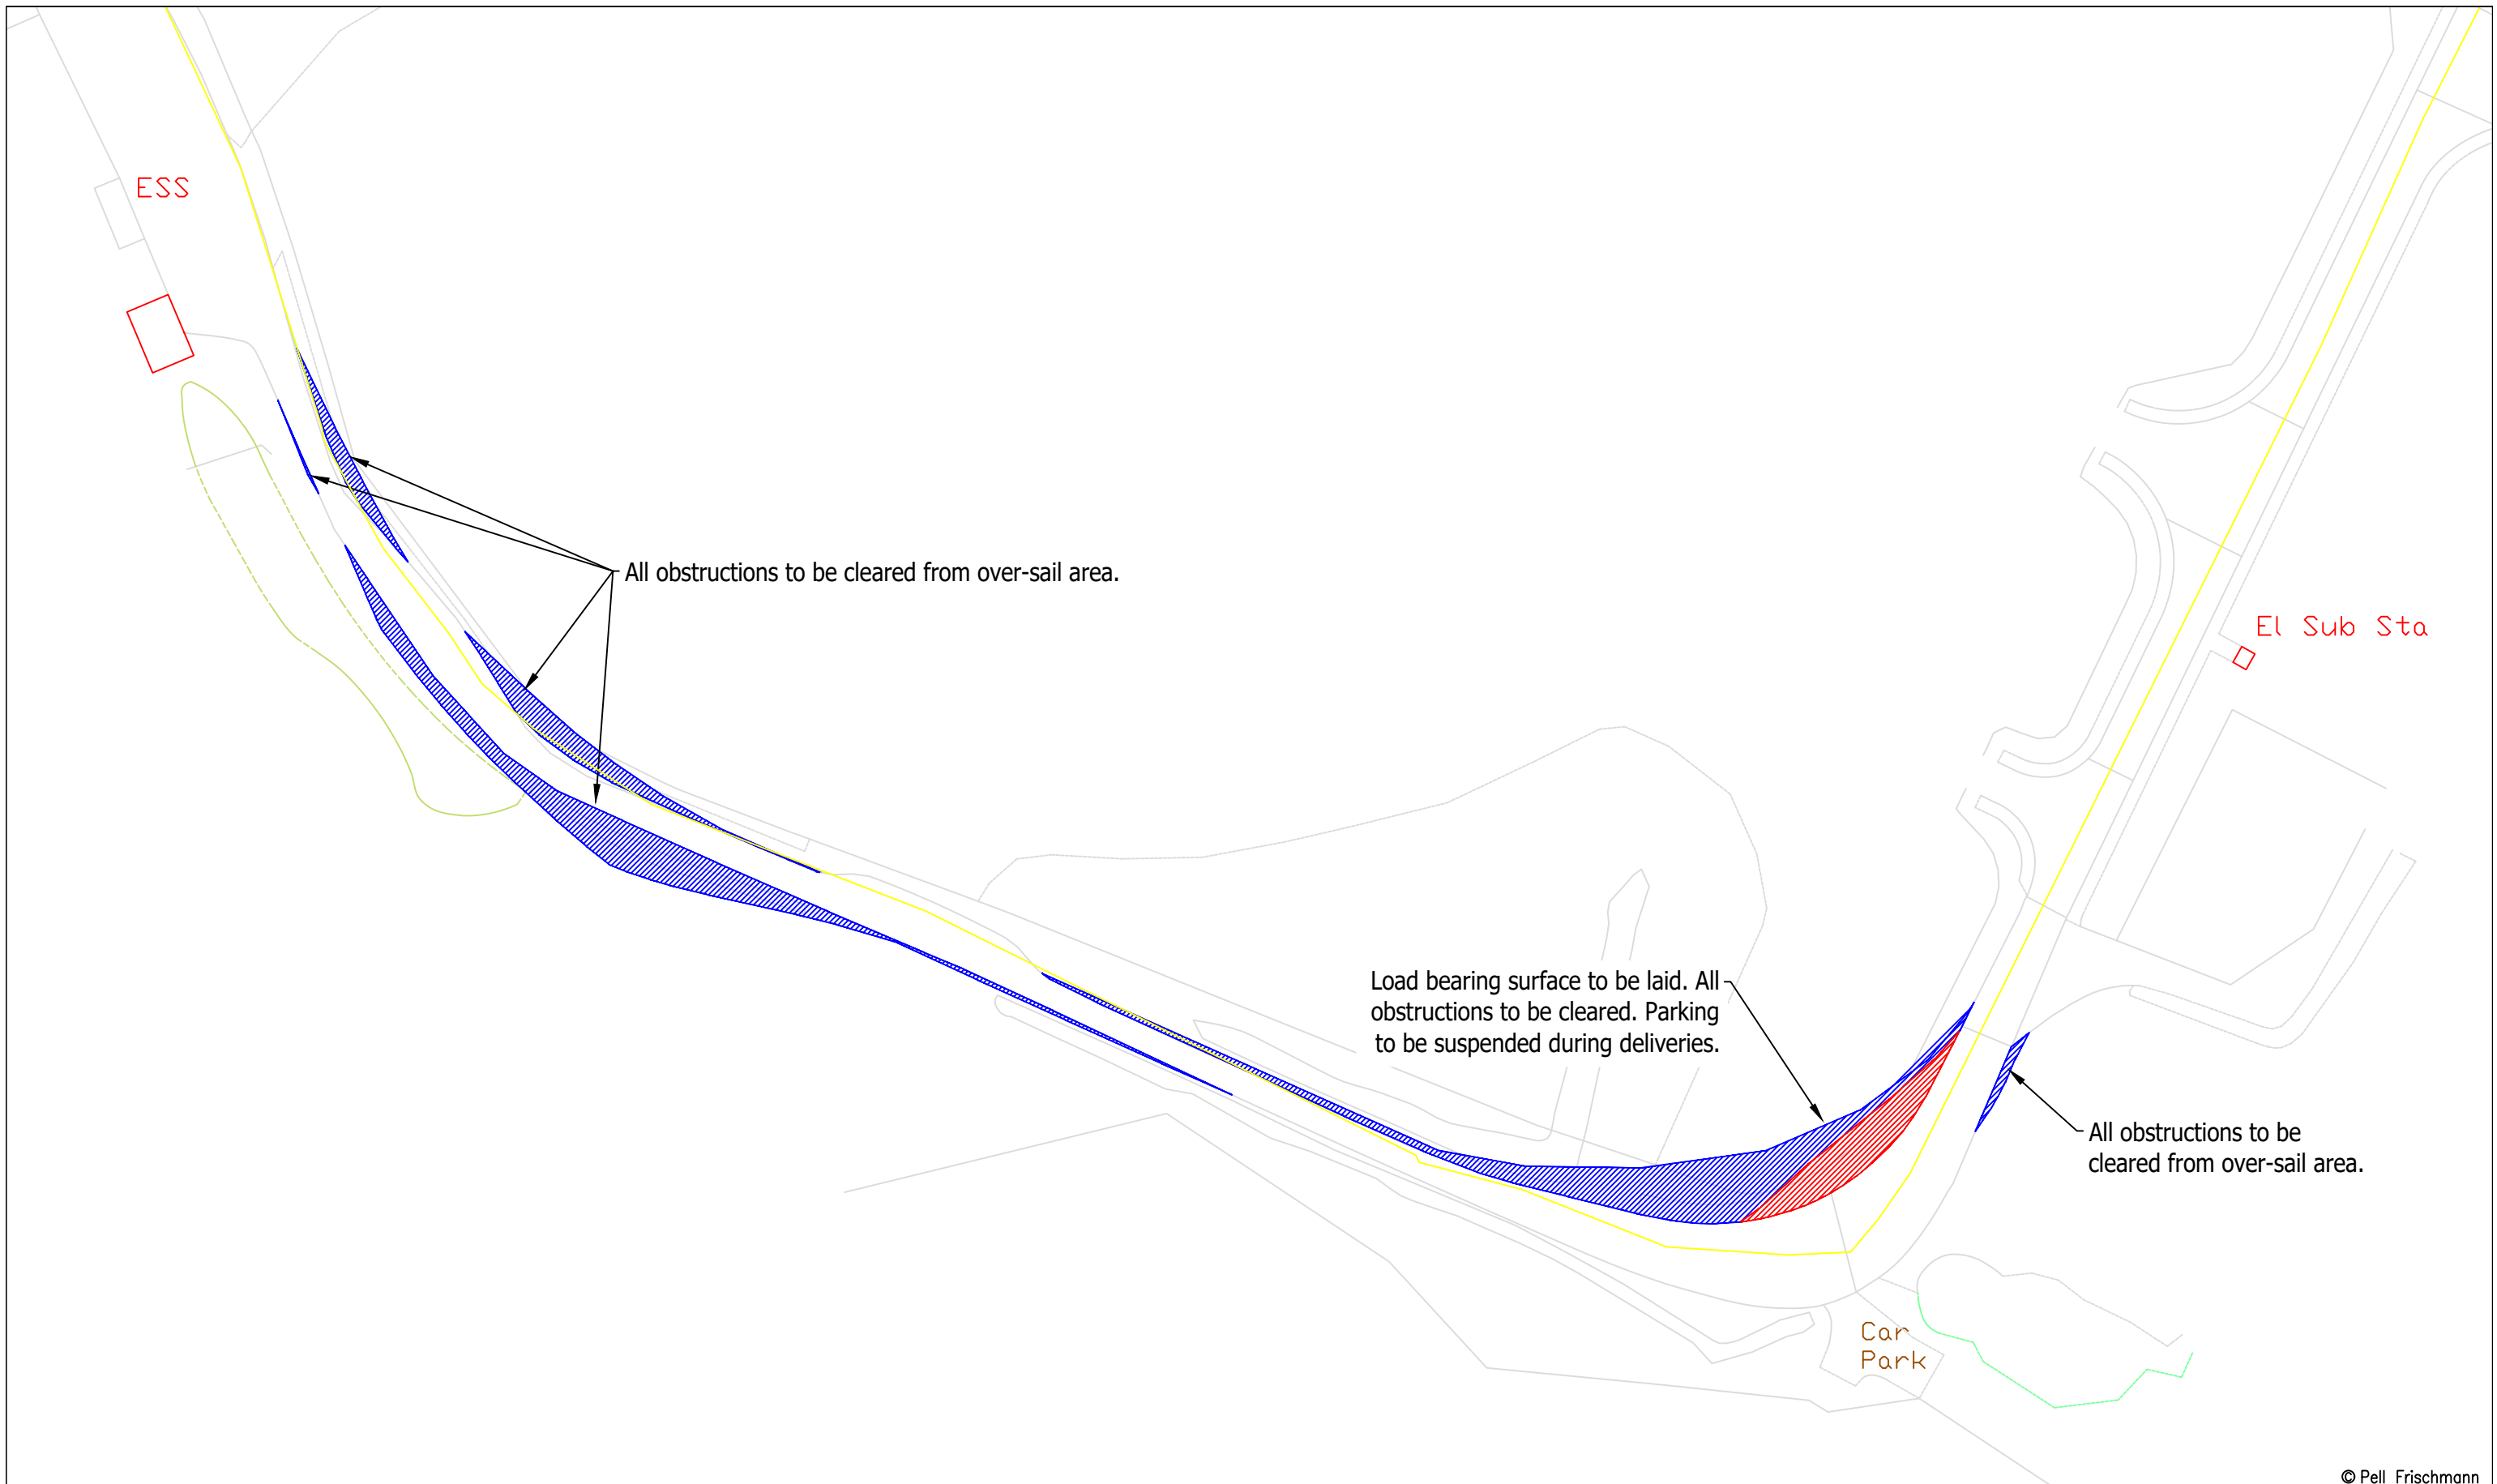 ESS
All obstructions to be cleared from over-sail area.
El Sub Sta
Load bearing surface to be laid. All
obstructions to be cleared. Parking
to be suspended during deliveries.
All obstructions to be
cleared from over-sail area.
Car
Park
© Pell Frischmann